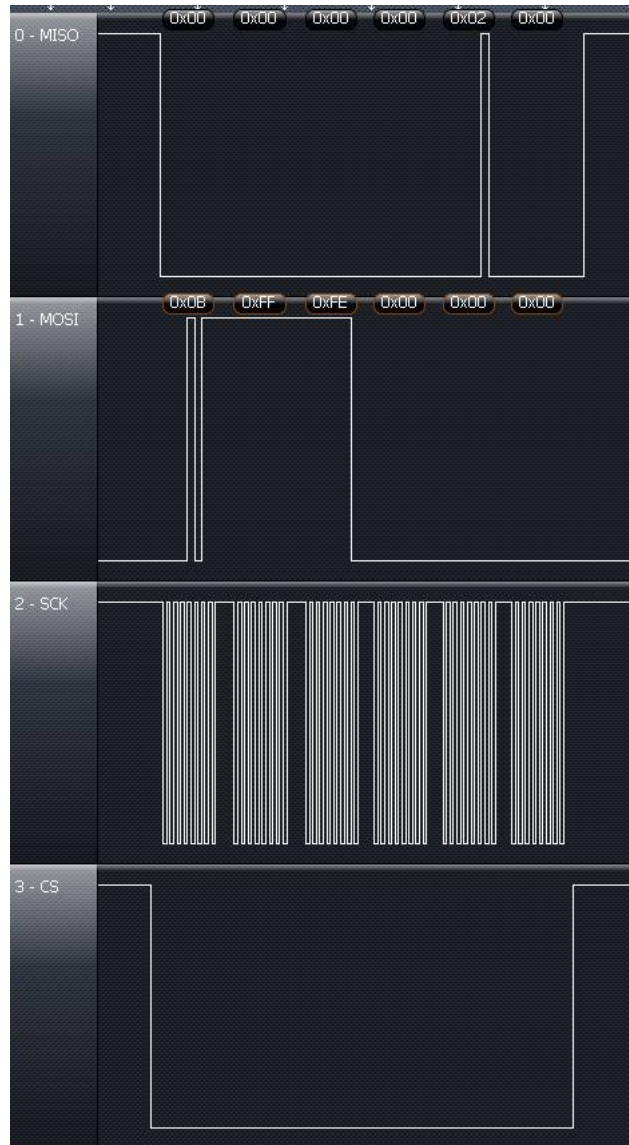 0x00 0x00 0x00 0x00 0x02 0x00
0 - MISO
0x0B 0xFF 0xFE 0x00 0x00 0x00
1 - MOSI
2 - SCK
3 - CS